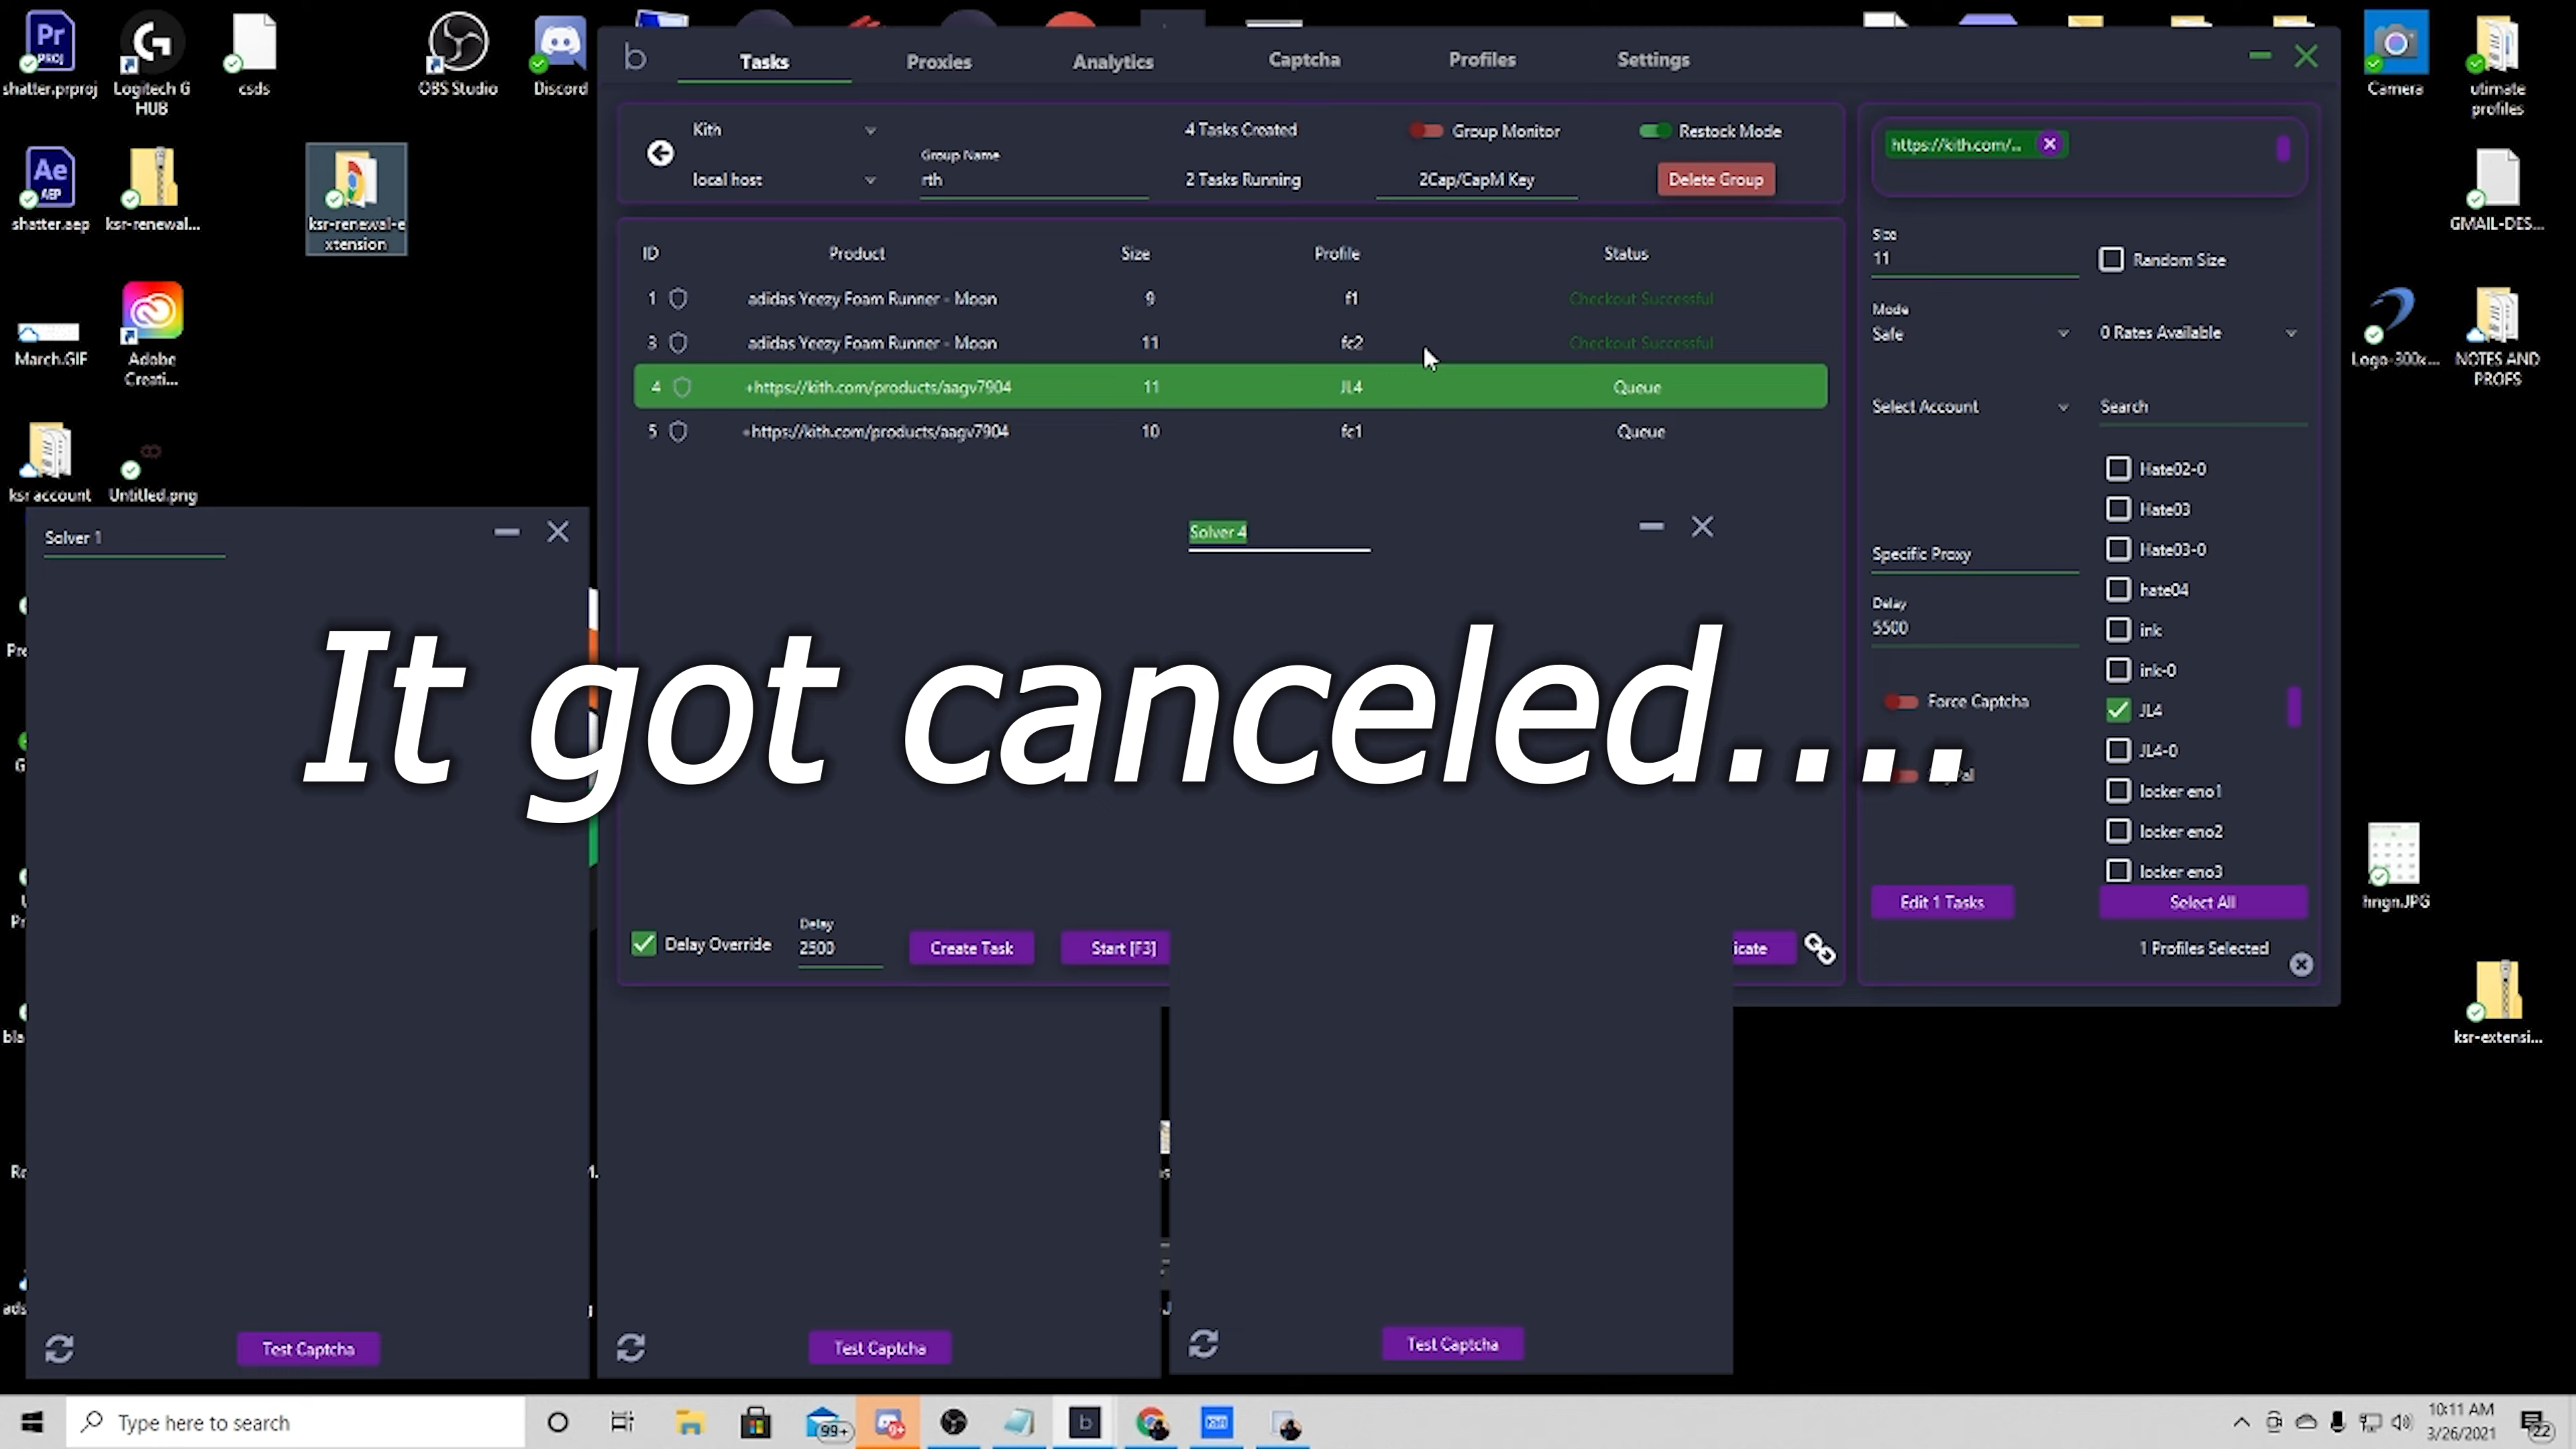 shatter.prproj
Logitech G HUB
csds
OBS Studio
Discord
Camera
utimate profiles
shatter.aep
ksr-renewal...
ksr-renewal-extension
GMAIL-DES...
March.GIF
Adobe Creati...
Logo-300x...
NOTES AND PROFS
ksr account
Untitled.png
hngn.JPG
ksr-extensi...
b
Tasks
Proxies
Analytics
Captcha
Profiles
Settings
Kith
Group Name
4 Tasks Created
Group Monitor
Restock Mode
local host
rth
2 Tasks Running
2Cap/CapM Key
Delete Group
ID Product Size Profile Status
1 adidas Yeezy Foam Runner - Moon 9 f1 Checkout Successful
3 adidas Yeezy Foam Runner - Moon 11 fc2 Checkout Successful
4 +https://kith.com/products/aagv7904 11 JL4 Queue
5 +https://kith.com/products/aagv7904 10 fc1 Queue
https://kith.com/...
Size
11
Random Size
Mode
Safe
0 Rates Available
Select Account
Search
Specific Proxy
Delay
5500
Force Captcha
Hate02-0
Hate03
Hate03-0
hate04
ink
ink-0
JL4
JL4-0
locker eno1
locker eno2
locker eno3
Edit 1 Tasks
Select All
1 Profiles Selected
Solver 1
Solver 4
It got canceled....
Delay Override
Delay
2500
Create Task
Start [F3]
icate
Test Captcha
Test Captcha
Test Captcha
Type here to search
99+
10:11 AM
3/26/2021
22